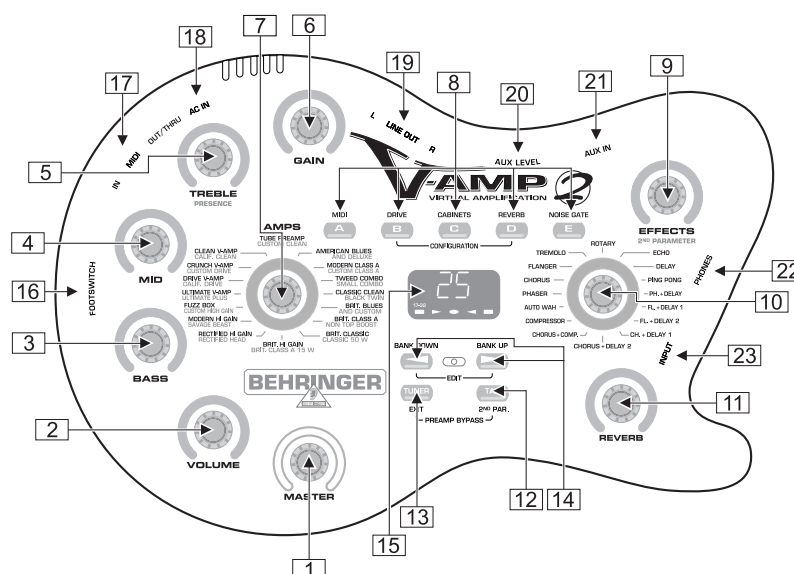 7
6
19
8
21
9
18
20
17
IN
MIDI
OUT/THRU
AC IN
L
LINE OUT
R
AUX LEVEL
AUX IN
5
TREBLE
PRESENCE
GAIN
V-AMP 2
VIRTUAL AMPLIFICATION
EFFECTS
2ND PARAMETER
MIDI
DRIVE
CABINETS
REVERB
NOISE GATE
A
B
C
D
E
CONFIGURATION
4
MID
AMPS
TUBE PREAMP
CUSTOM CLEAN
CLEAN V-AMP
CALIF. CLEAN
CRUNCH V-AMP
CUSTOM DRIVE
DRIVE V-AMP
CALIF. DRIVE
ULTIMATE V-AMP
ULTIMATE PLUS
FUZZ BOX
CUSTOM HIGH GAIN
MODERN HI GAIN
SAVAGE BEAST
RECTIFIED HI GAIN
RECTIFIED HEAD
BRIT. HI GAIN
BRIT. CLASS A 15 W
AMERICAN BLUES
AND DELUXE
MODERN CLASS A
CUSTOM CLASS A
TWEED COMBO
SMALL COMBO
CLASSIC CLEAN
BLACK TWIN
BRIT. BLUES
AND CUSTOM
BRIT. CLASS A
NON TOP BOOST
BRIT. CLASSIC
CLASSIC 50 W
25
ROTARY
TREMOLO
FLANGER
CHORUS
PHASER
AUTO WAH
COMPRESSOR
CHORUS + COMP.
CHORUS + DELAY 2
ECHO
DELAY
PING PONG
PH. + DELAY
FL. + DELAY 1
FL. + DELAY 2
CH. + DELAY 1
PHONES
22
10
16
FOOTSWITCH
3
BASS
BANK DOWN
BANK UP
EDIT
TUNER
TAP
EXIT
2ND PAR.
PREAMP BYPASS
INPUT
23
BEHRINGER
2
VOLUME
MASTER
REVERB
11
12
14
13
15
1